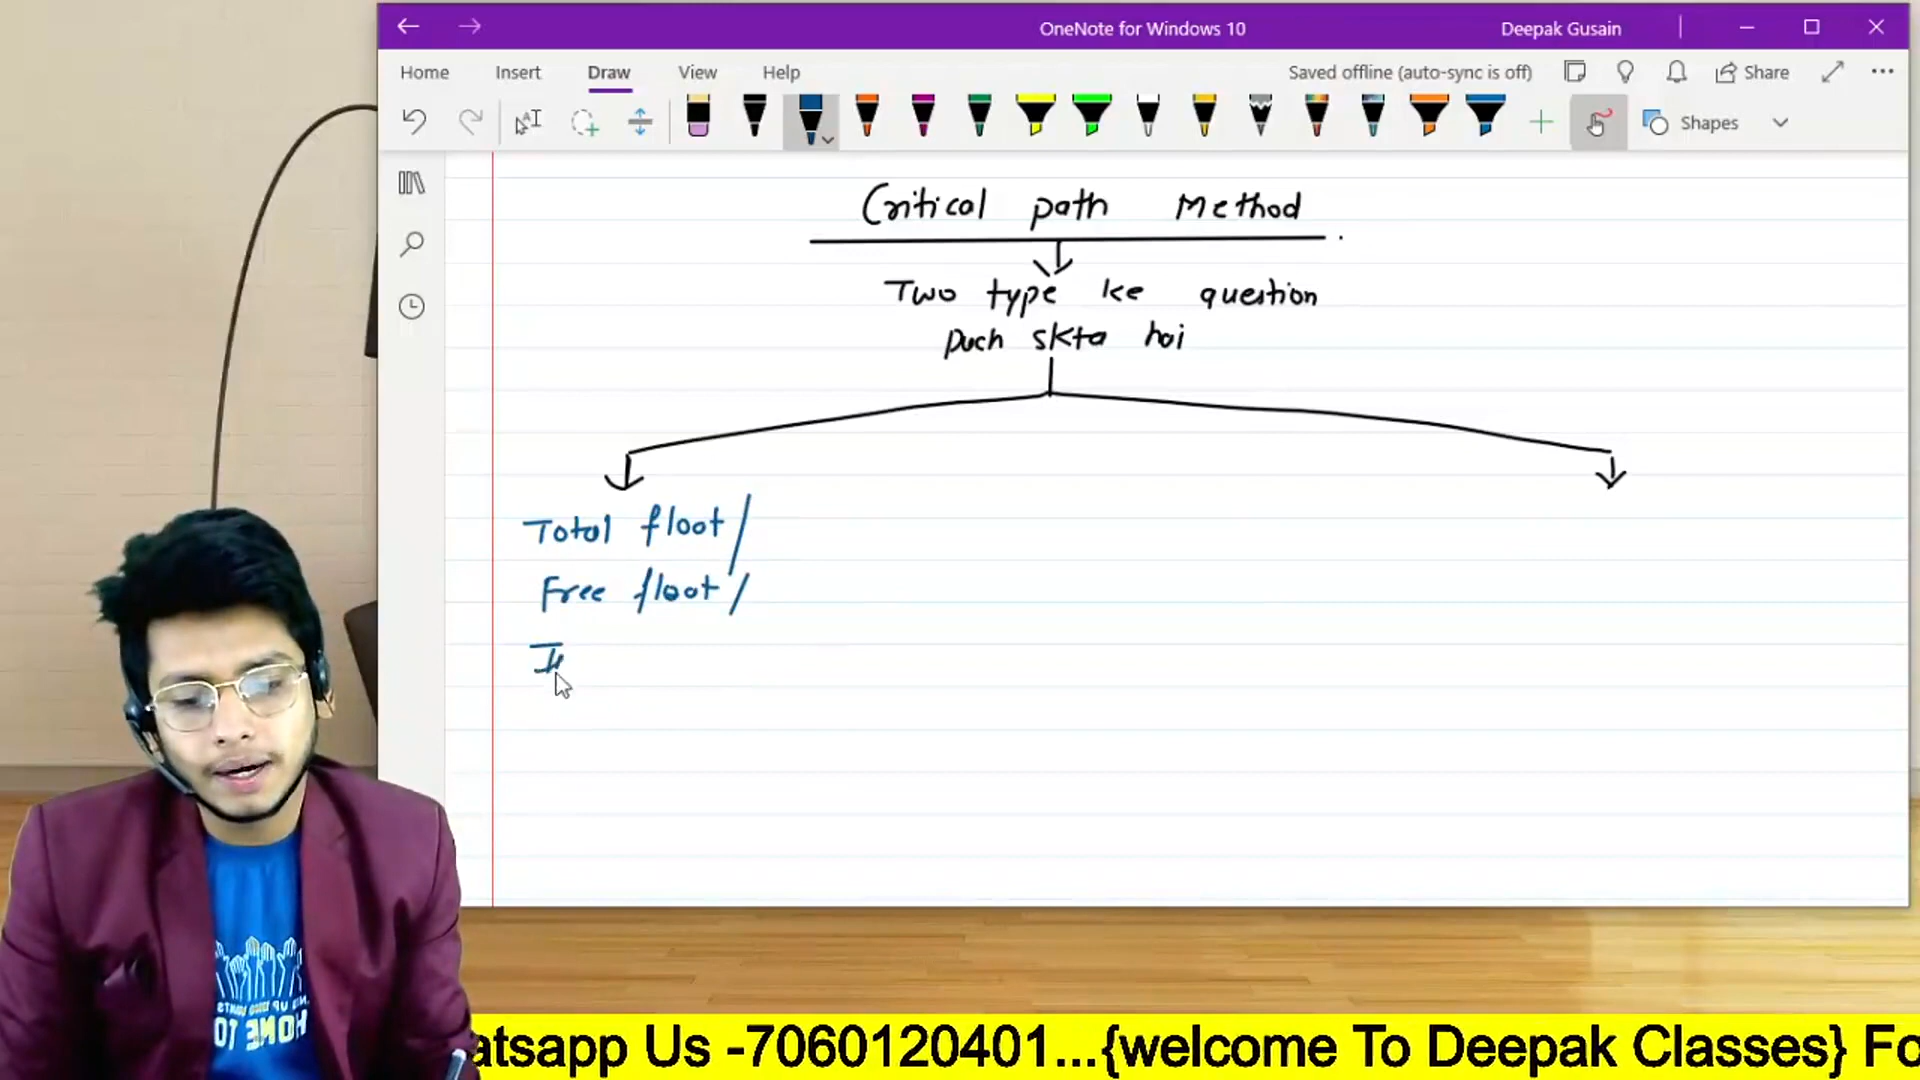 OneNote for Windows 10
Deepak Gusain
Home Insert Draw View Help
Saved offline (auto-sync is off)
Share
Shapes
Critical path Method
Two type ke question
puch skta hai
Total float /
Free float /
I
HOME TO
atsapp Us -7060120401...{welcome To Deepak Classes} Fo